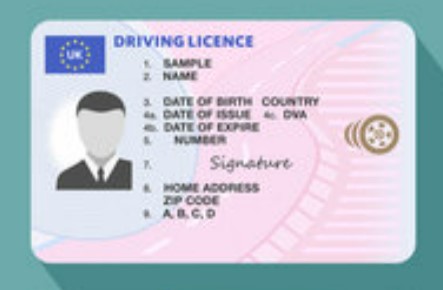 UK
DRIVING LICENCE
1. SAMPLE
2. NAME
3. DATE OF BIRTH COUNTRY
4a. DATE OF ISSUE 4c. DVA
4b. DATE OF EXPIRE
5. NUMBER
7. Signature
8. HOME ADDRESS
ZIP CODE
9. A, B, C, D